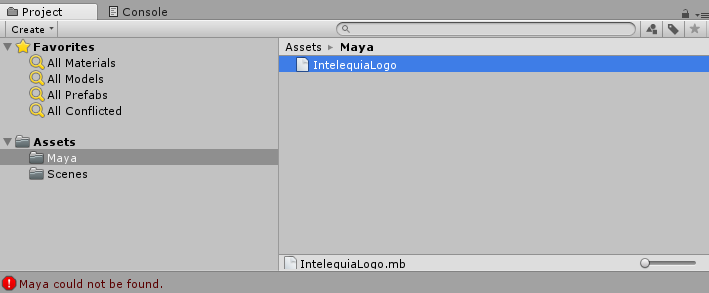 Project
Console
Create
Favorites
All Materials
All Models
All Prefabs
All Conflicted
Assets
Maya
Scenes
Assets ▸ Maya
IntelequiaLogo
IntelequiaLogo.mb
Maya could not be found.